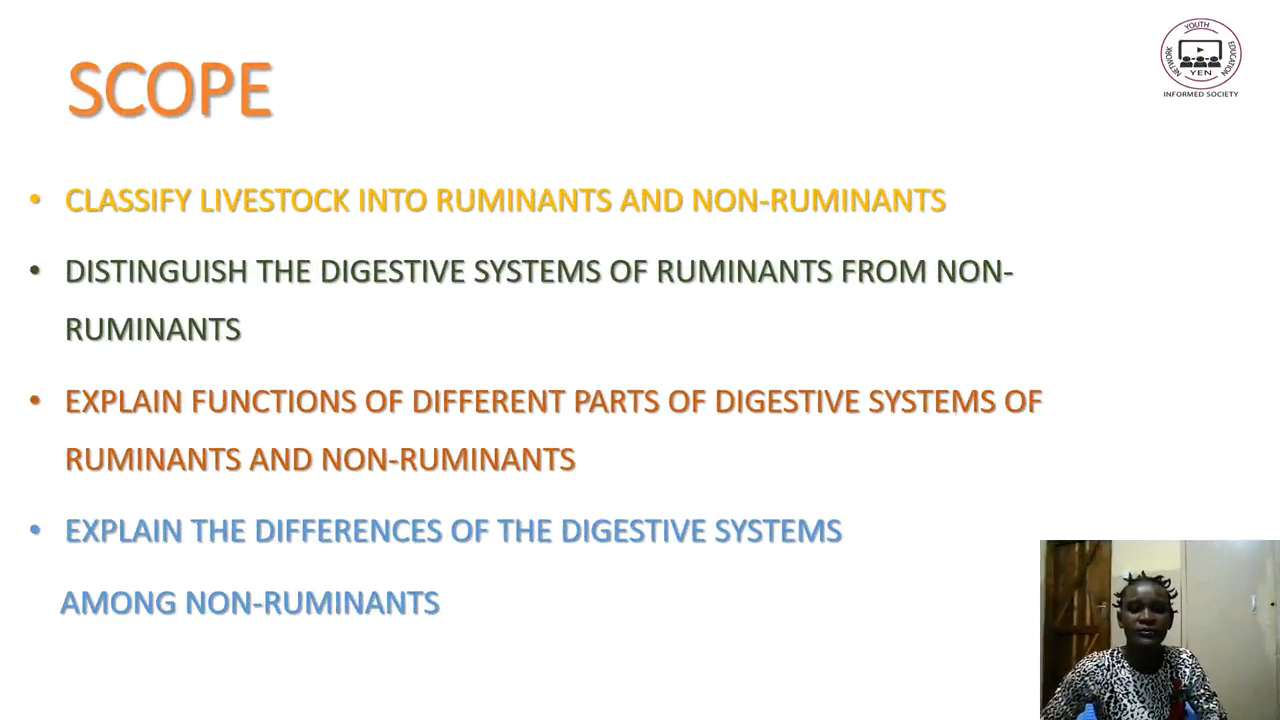 SCOPE
YOUTH
EDUCATION
NETWORK
YEN
INFORMED SOCIETY
• CLASSIFY LIVESTOCK INTO RUMINANTS AND NON-RUMINANTS
• DISTINGUISH THE DIGESTIVE SYSTEMS OF RUMINANTS FROM NON-
RUMINANTS
• EXPLAIN FUNCTIONS OF DIFFERENT PARTS OF DIGESTIVE SYSTEMS OF
RUMINANTS AND NON-RUMINANTS
• EXPLAIN THE DIFFERENCES OF THE DIGESTIVE SYSTEMS
AMONG NON-RUMINANTS